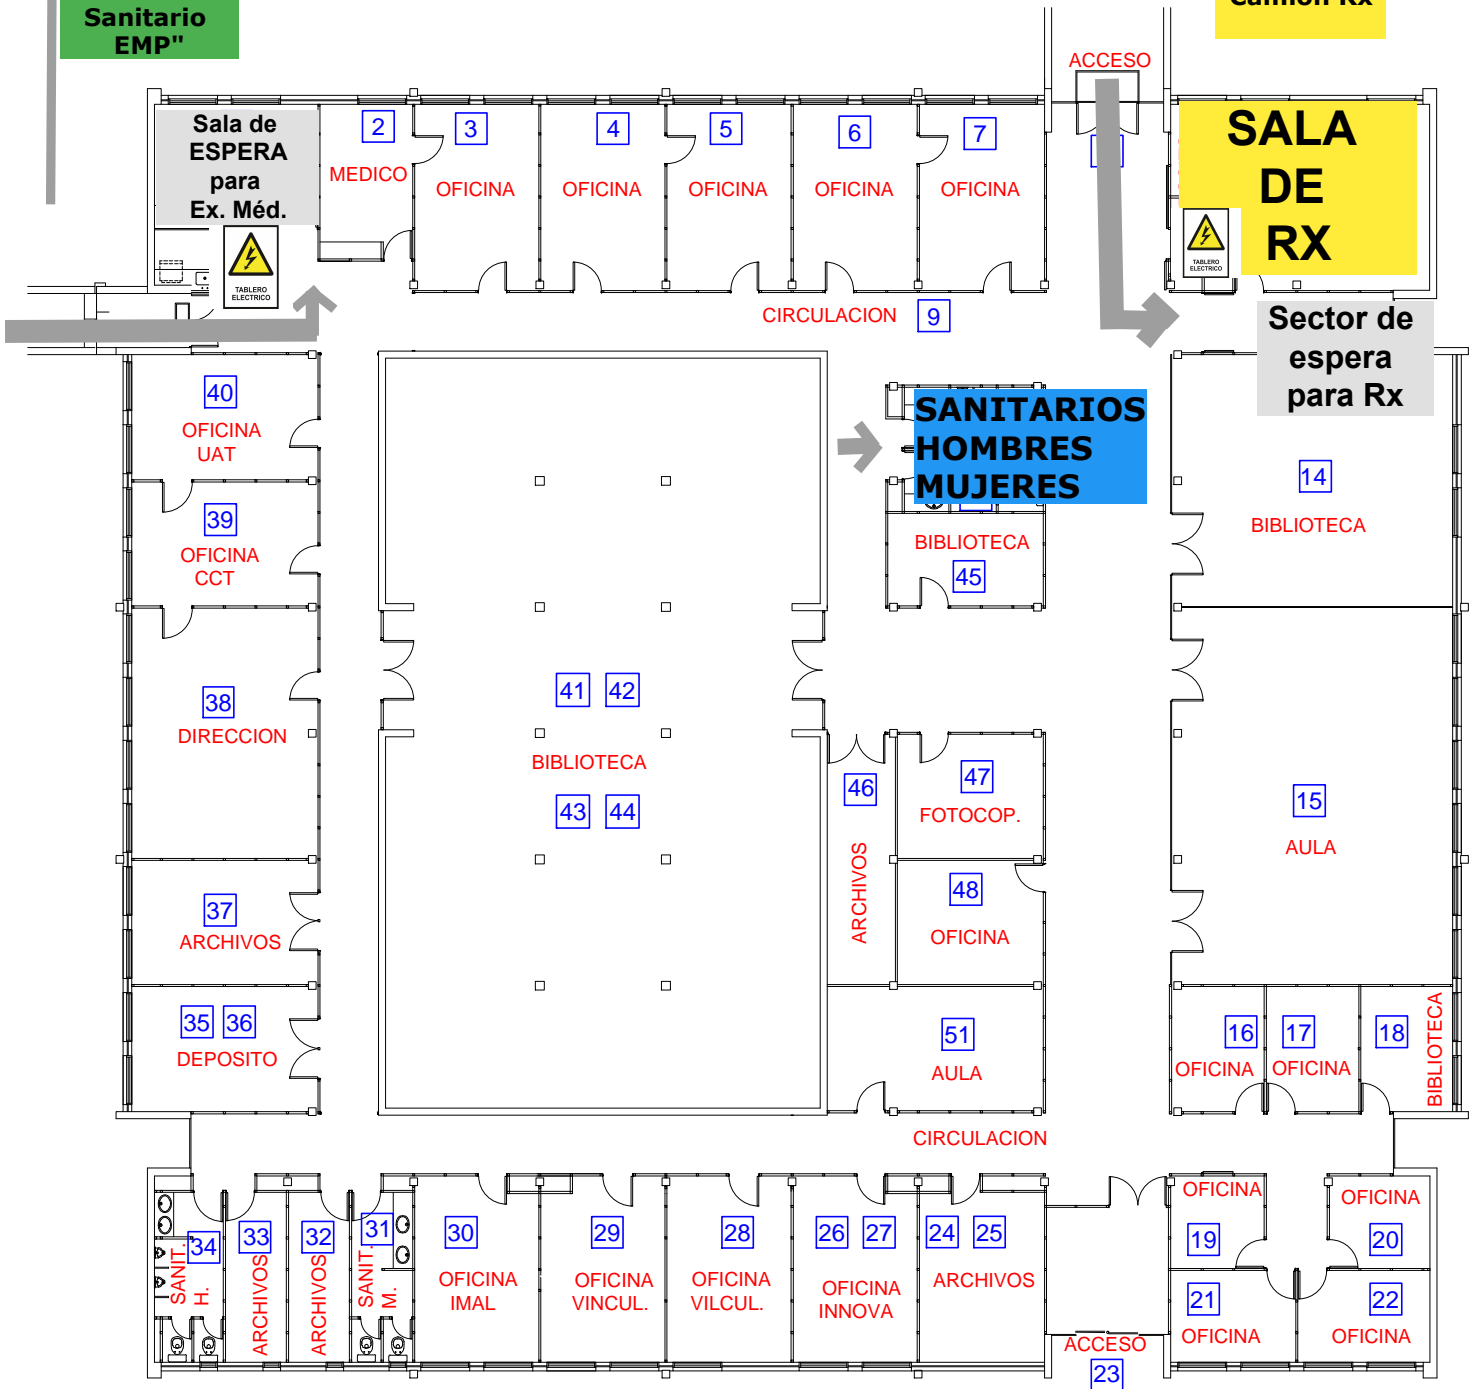 Sanitario
EMP"
Camión Rx
ACCESO
Sala de
ESPERA
para
Ex. Méd.
TABLERO
ELECTRICO
2
MEDICO
3
OFICINA
4
OFICINA
5
OFICINA
6
OFICINA
7
OFICINA
SALA
DE
RX
TABLERO
ELECTRICO
CIRCULACION 9
Sector de
espera
para Rx
40
OFICINA
UAT
39
OFICINA
CCT
38
DIRECCION
37
ARCHIVOS
35 36
DEPOSITO
41 42
BIBLIOTECA
43 44
SANITARIOS
HOMBRES
MUJERES
BIBLIOTECA
45
14
BIBLIOTECA
15
AULA
46
ARCHIVOS
47
FOTOCOP.
48
OFICINA
51
AULA
16
OFICINA
17
OFICINA
18
BIBLIOTECA
CIRCULACION
34
SANIT.
H.
33
ARCHIVOS
32
ARCHIVOS
31
SANIT.
M.
30
OFICINA
IMAL
29
OFICINA
VINCUL.
28
OFICINA
VILCUL.
26 27
OFICINA
INNOVA
24 25
ARCHIVOS
ACCESO
23
OFICINA
19
OFICINA
20
21
OFICINA
22
OFICINA